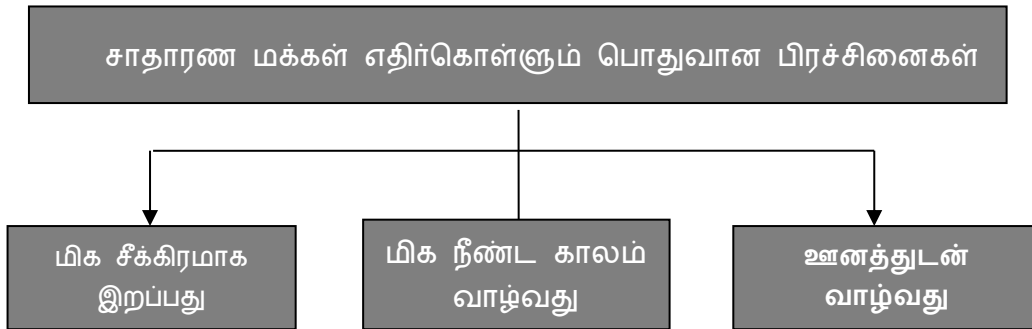 சாதாரண மக்கள் எதிர்கொள்ளும் பொதுவான பிரச்சினைகள்
மிக சீக்கிரமாக
இறப்பது
மிக நீண்ட காலம்
வாழ்வது
ஊனத்துடன்
வாழ்வது